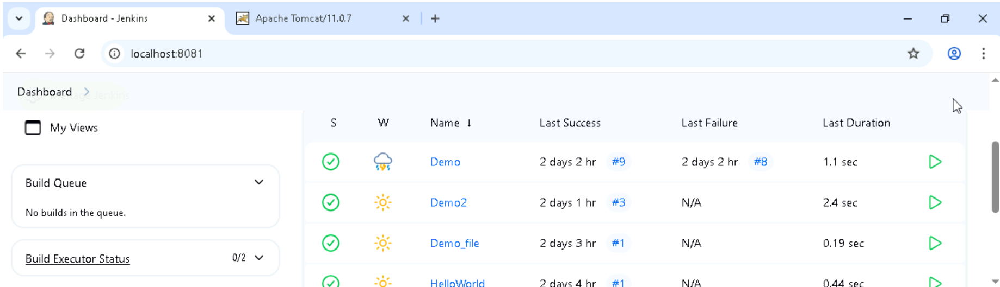 Dashboard - Jenkins
Apache Tomcat/11.0.7
localhost:8081
Dashboard
Jenkins
My Views
Build Queue
No builds in the queue.
Build Executor Status 0/2
S W Name ↓ Last Success Last Failure Last Duration
Demo 2 days 2 hr #9 2 days 2 hr #8 1.1 sec
Demo2 2 days 1 hr #3 N/A 2.4 sec
Demo_file 2 days 3 hr #1 N/A 0.19 sec
HelloWorld 2 days 4 hr #1 N/A 0.44 sec